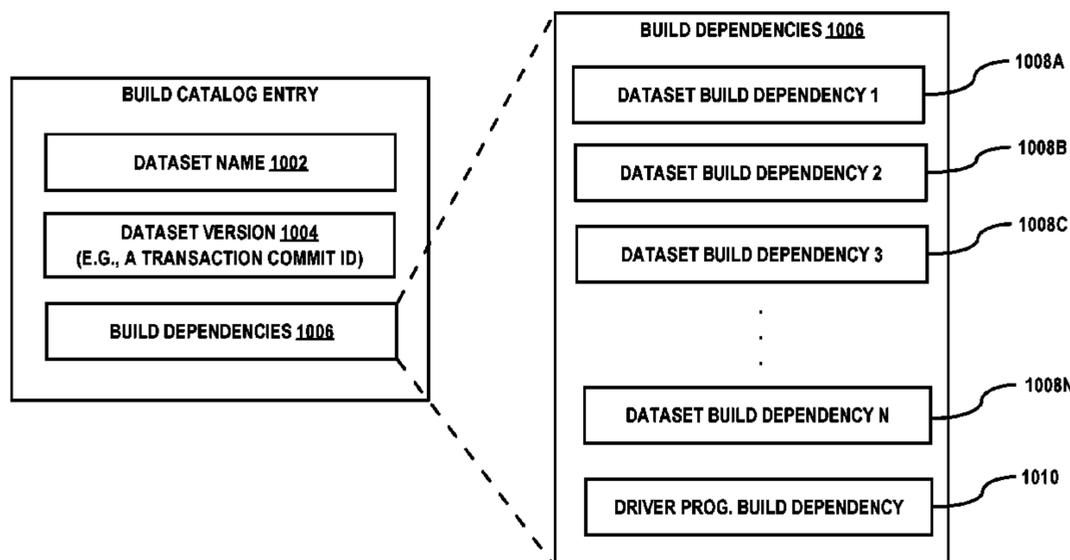 BUILD CATALOG ENTRY
DATASET NAME 1002
DATASET VERSION 1004
(E.G., A TRANSACTION COMMIT ID)
BUILD DEPENDENCIES 1006
BUILD DEPENDENCIES 1006
DATASET BUILD DEPENDENCY 1
1008A
DATASET BUILD DEPENDENCY 2
1008B
DATASET BUILD DEPENDENCY 3
1008C
DATASET BUILD DEPENDENCY N
1008N
DRIVER PROG. BUILD DEPENDENCY
1010